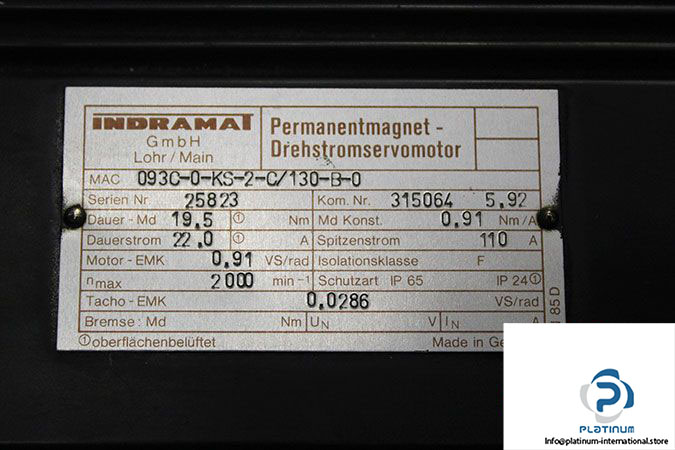 INDRAMAT
GmbH
Lohr/Main
Permanentmagnet-
Drehstromservomotor
MAC 093C-0-KS-2-C/130-B-0
Serien Nr 25823 Kom. Nr. 315064 5.92
Dauer-Md 19,5 ① Nm Md Konst. 0,91 Nm/A
Dauerstrom 22,0 ① A Spitzenstrom 110 A
Motor-EMK 0,91 VS/rad Isolationsklasse F
nmax 2000 min-1 Schutzart IP 65 IP 24①
Tacho-EMK 0,0286 VS/rad
Bremse: Md Nm UN V IN A
①oberflächenbelüftet Made in
85 D
PLATINUM
Info@platinum-international.store